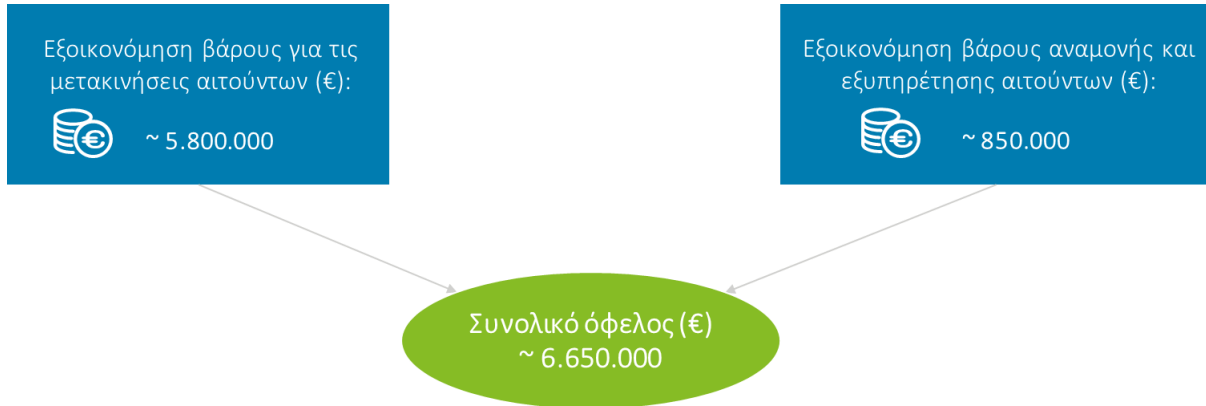 Εξοικονόμηση βάρους για τις
μετακινήσεις αιτούντων (€):
~ 5.800.000
Εξοικονόμηση βάρους αναμονής και
εξυπηρέτησης αιτούντων (€):
~ 850.000
Συνολικό όφελος (€)
~ 6.650.000